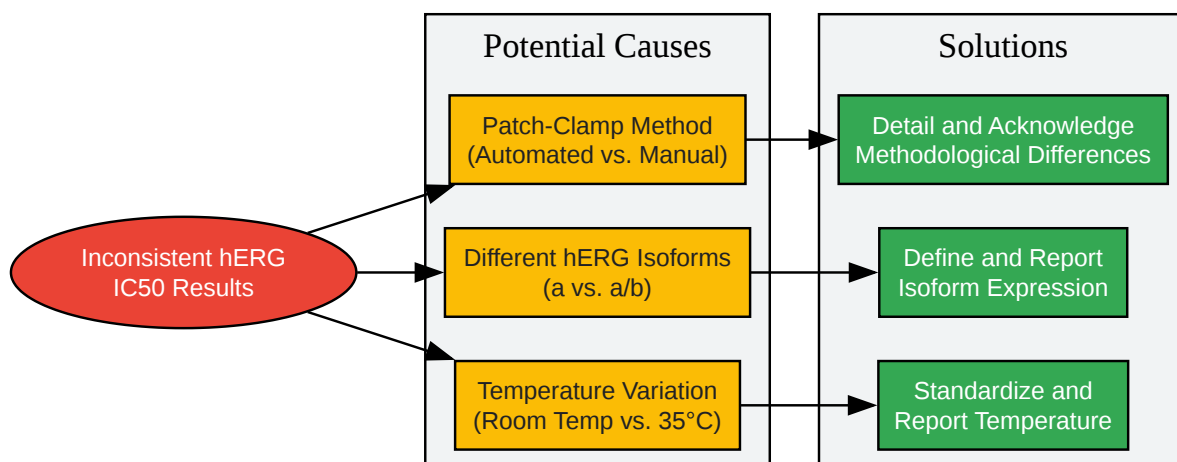 Potential Causes
Solutions
Patch-Clamp Method
(Automated vs. Manual)
Detail and Acknowledge
Methodological Differences
Inconsistent hERG
IC50 Results
Different hERG Isoforms
(a vs. a/b)
Define and Report
Isoform Expression
Temperature Variation
(Room Temp vs. 35°C)
Standardize and
Report Temperature